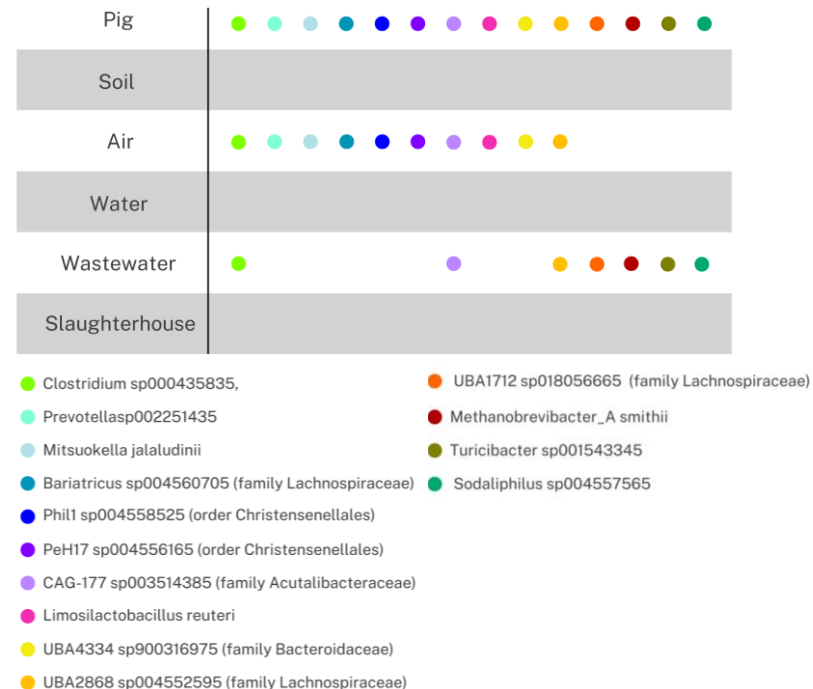 Pig
Soil
Air
Water
Wastewater
Slaughterhouse
Clostridium sp000435835,
Prevotellasp002251435
Mitsuokella jalaludinii
Bariatricus sp004560705 (family Lachnospiraceae)
Phil1 sp004558525 (order Christensenellales)
PeH17 sp004556165 (order Christensenellales)
CAG-177 sp003514385 (family Acutalibacteraceae)
Limosilactobacillus reuteri
UBA4334 sp900316975 (family Bacteroidaceae)
UBA2868 sp004552595 (family Lachnospiraceae)
UBA1712 sp018056665 (family Lachnospiraceae)
Methanobrevibacter_A smithii
Turicibacter sp001543345
Sodaliphilus sp004557565